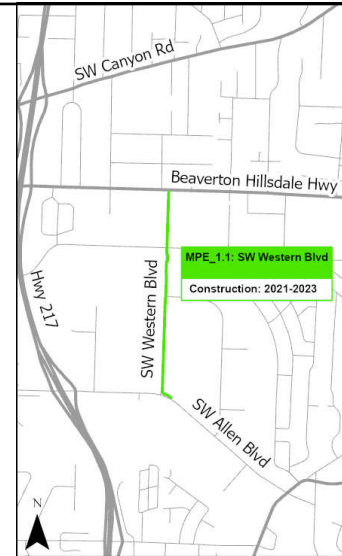 SW Canyon Rd
Beaverton Hillsdale Hwy
MPE_1.1: SW Western Blvd
Construction: 2021-2023
Hwy 217
SW Western Blvd
SW Allen Blvd
N